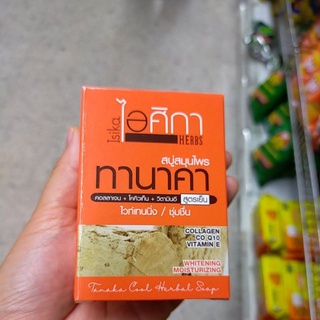 Isika ไอศิกา
HERBS
สบู่สมุนไพร
ทานาคา
คอลลาเจน + โคคิวเท็น + วิตามินอี สูตรเย็น
ไวท์เทนนิ่ง / ชุ่มชื้น
COLLAGEN
CO Q10
VITAMIN E
WHITENING
MOISTURIZING
Tanaka Cool Herbal Soap